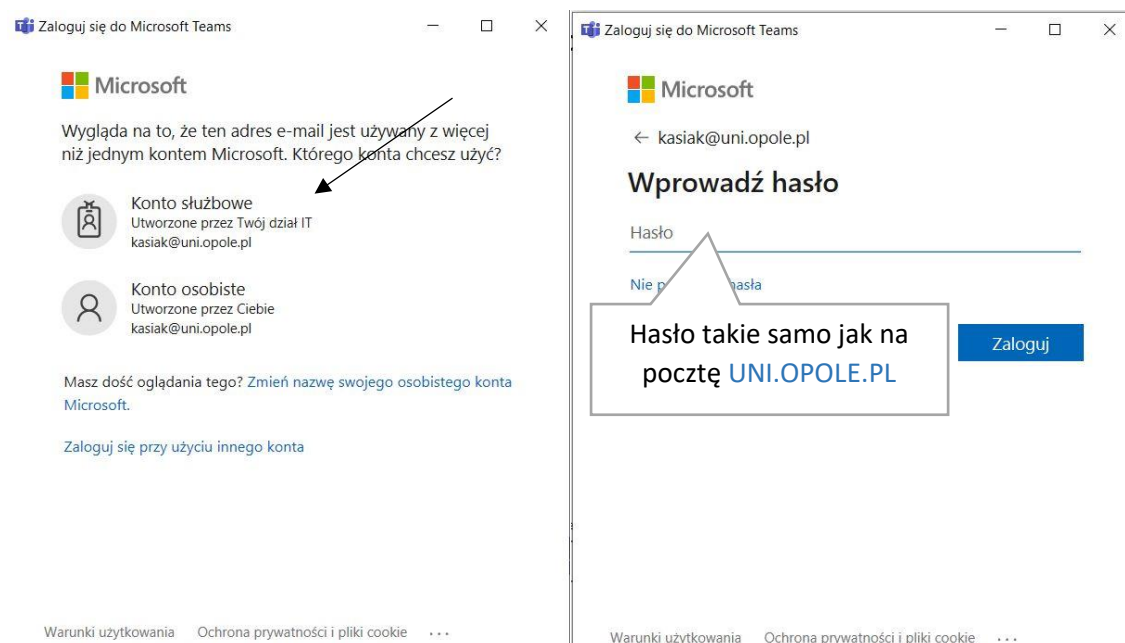 Zaloguj się do Microsoft Teams
Microsoft
Wygląda na to, że ten adres e-mail jest używany z więcej
niż jednym kontem Microsoft. Którego konta chcesz użyć?
Konto służbowe
Utworzone przez Twój dział IT
kasiak@uni.opole.pl
Konto osobiste
Utworzone przez Ciebie
kasiak@uni.opole.pl
Masz dość oglądania tego? Zmień nazwę swojego osobistego konta
Microsoft.
Zaloguj się przy użyciu innego konta
Warunki użytkowania Ochrona prywatności i pliki cookie ...
Zaloguj się do Microsoft Teams
Microsoft
← kasiak@uni.opole.pl
Wprowadź hasło
Hasło
Nie hasła
Hasło takie samo jak na
pocztę UNI.OPOLE.PL
Zaloguj
Warunki użytkowania Ochrona prywatności i pliki cookie ...